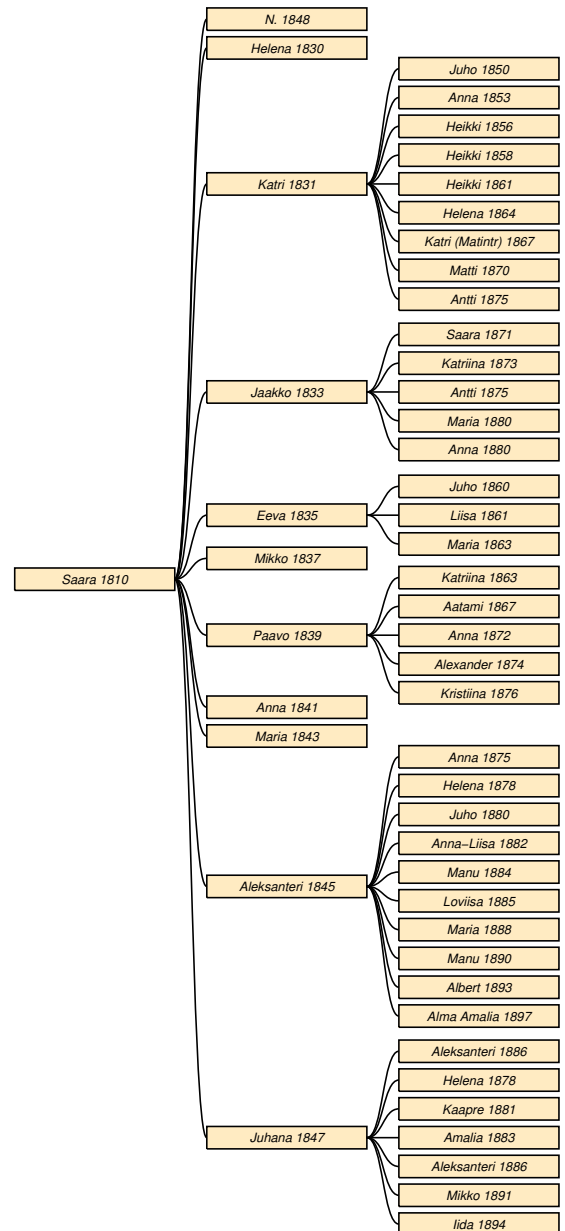 N. 1848
Helena 1830
Juho 1850
Anna 1853
Heikki 1856
Heikki 1858
Katri 1831
Heikki 1861
Helena 1864
Katri (Matintr) 1867
Matti 1870
Antti 1875
Saara 1871
Katriina 1873
Jaakko 1833
Antti 1875
Maria 1880
Anna 1880
Juho 1860
Eeva 1835
Liisa 1861
Maria 1863
Mikko 1837
Saara 1810
Katriina 1863
Aatami 1867
Paavo 1839
Anna 1872
Alexander 1874
Kristiina 1876
Anna 1841
Maria 1843
Anna 1875
Helena 1878
Juho 1880
Anna−Liisa 1882
Manu 1884
Aleksanteri 1845
Loviisa 1885
Maria 1888
Manu 1890
Albert 1893
Alma Amalia 1897
Aleksanteri 1886
Helena 1878
Kaapre 1881
Juhana 1847
Amalia 1883
Aleksanteri 1886
Mikko 1891
Iida 1894